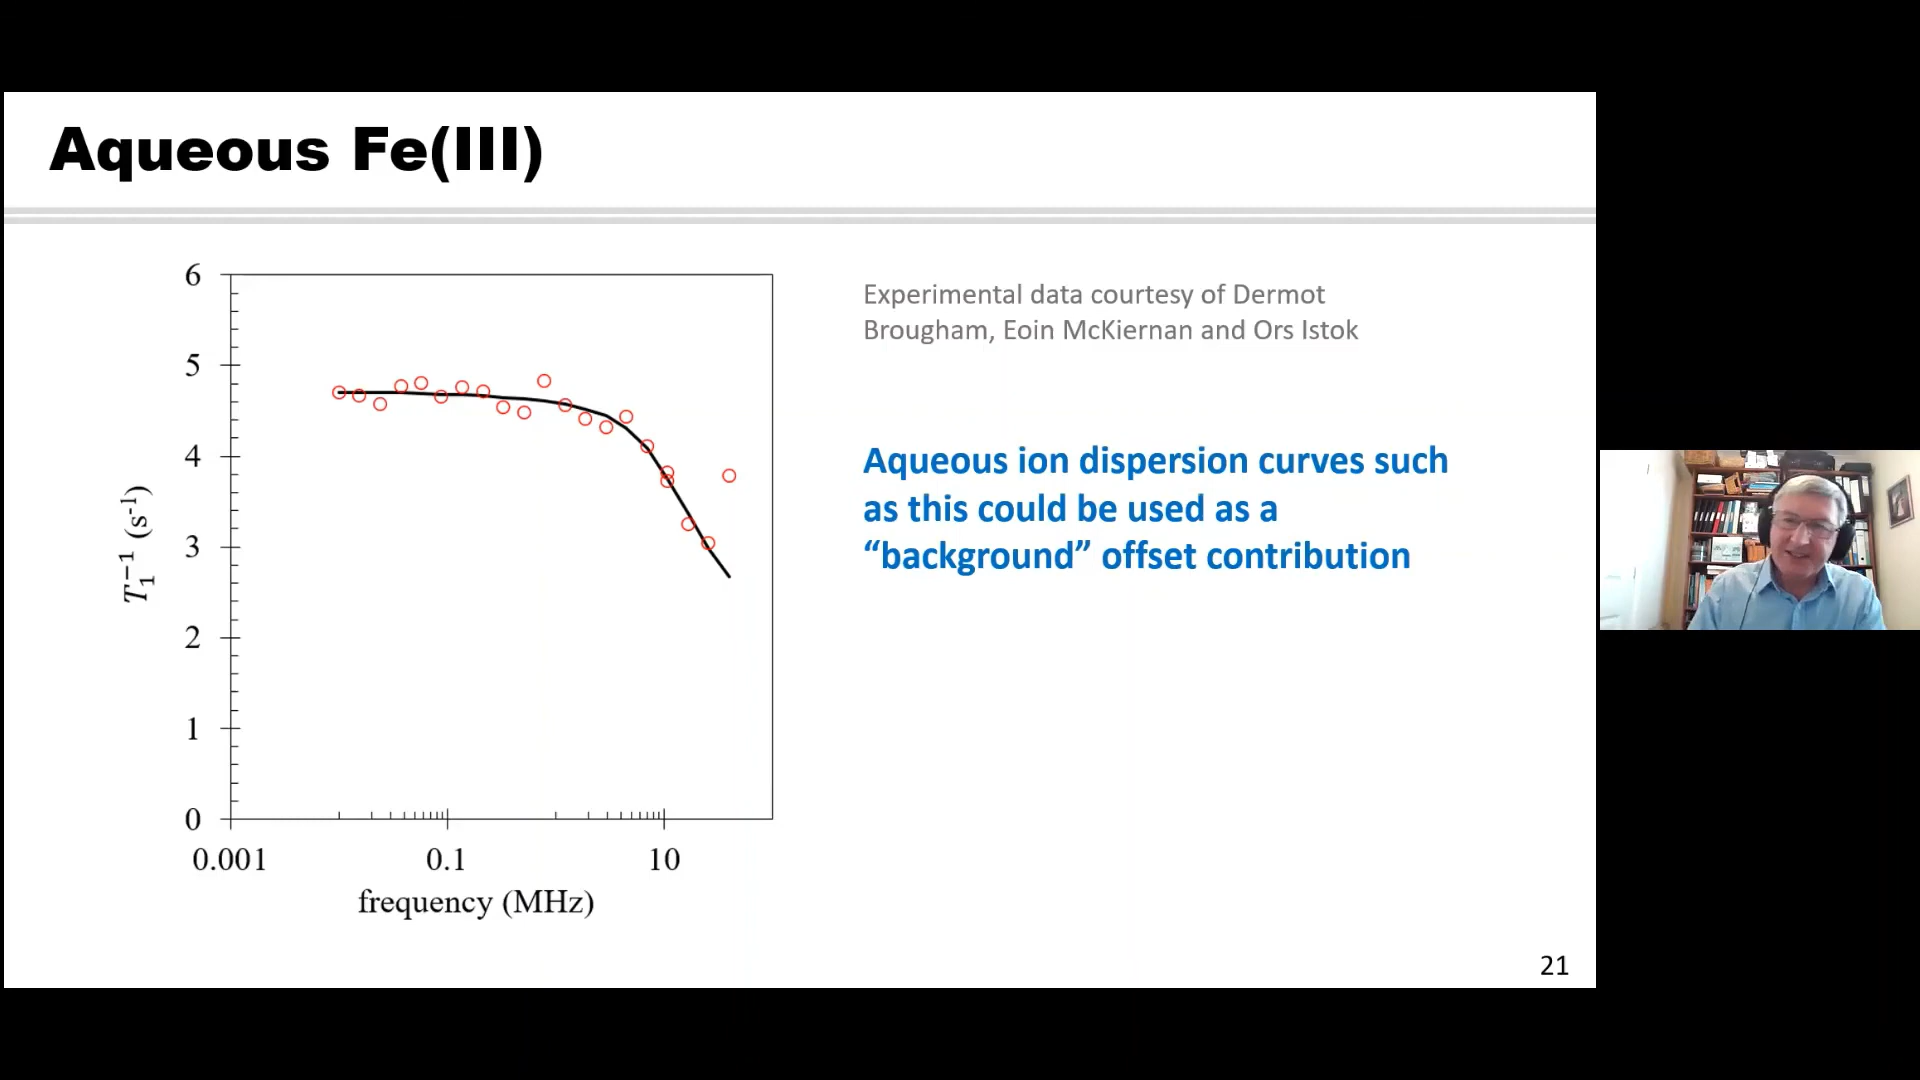 Aqueous Fe(III)
Experimental data courtesy of Dermot
Brougham, Eoin McKiernan and Ors Istok
Aqueous ion dispersion curves such
as this could be used as a
“background” offset contribution
6
5
4
3
2
1
0
T₁⁻¹ (s⁻¹)
0.001 0.1 10
frequency (MHz)
21